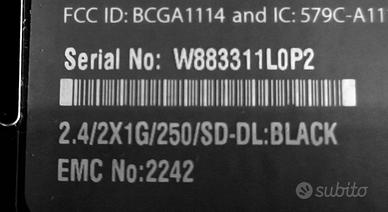 FCC ID: BCGA1114 and IC: 579C-A11
Serial No: W883311L0P2
2.4/2X1G/250/SD-DL:BLACK
EMC No:2242
subito